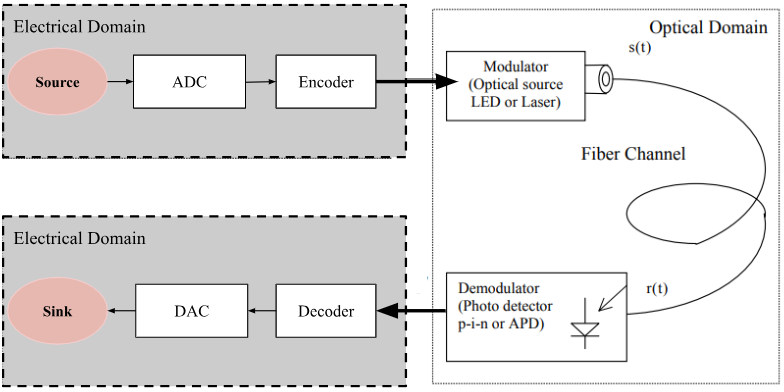 Electrical Domain
Source
ADC
Encoder
Optical Domain
s(t)
Modulator
(Optical source
LED or Laser)
Fiber Channel
Electrical Domain
Sink
DAC
Decoder
Demodulator
(Photo detector
p-i-n or APD)
r(t)